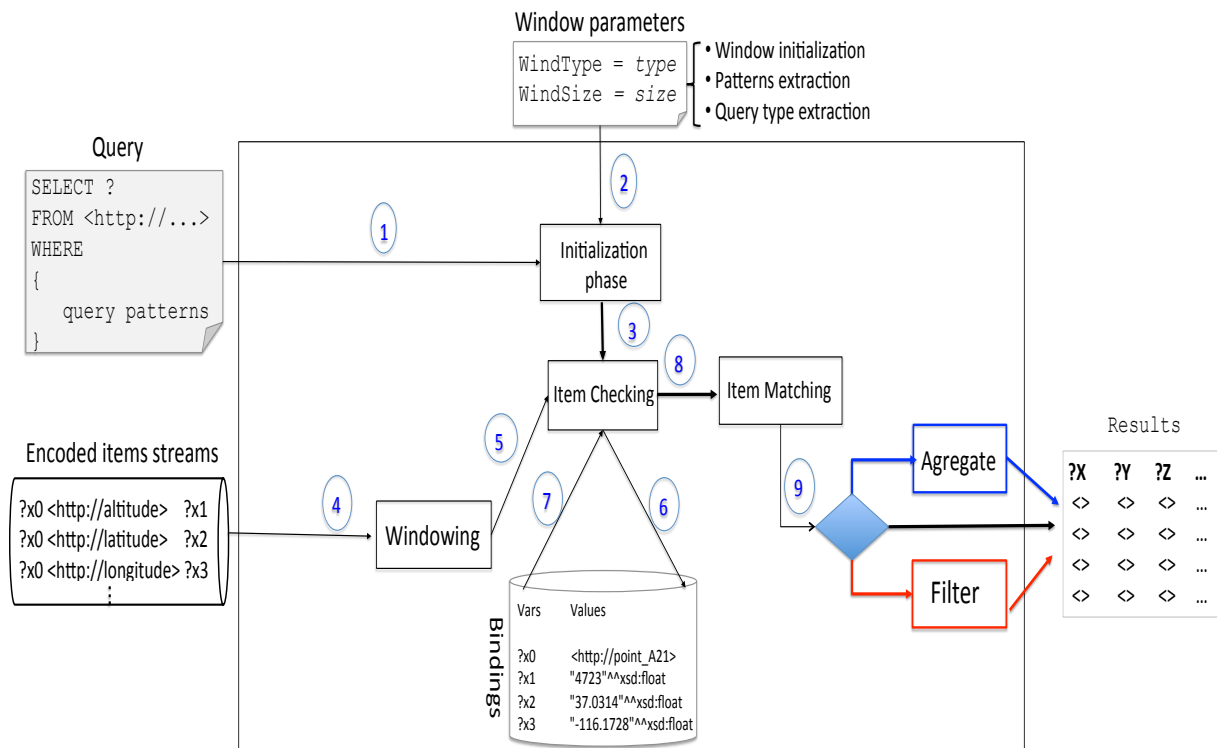 Window parameters
WindType = type
WindSize = size
• Window initialization
• Patterns extraction
• Query type extraction
Query
SELECT ?
FROM <http://...>
WHERE
{
query patterns
}
1
2
Initialization
phase
3
8
Item Checking
Item Matching
Encoded items streams
?x0 <http://altitude> ?x1
?x0 <http://latitude> ?x2
?x0 <http://longitude> ?x3
⋮
4
Windowing
5
7
6
9
Agregate
Filter
Results
?X ?Y ?Z ...
<> <> <> ...
<> <> <> ...
<> <> <> ...
<> <> <> ...
Bindings
Vars Values
?x0 <http://point_A21>
?x1 "4723"^^xsd:float
?x2 "37.0314"^^xsd:float
?x3 "-116.1728"^^xsd:float